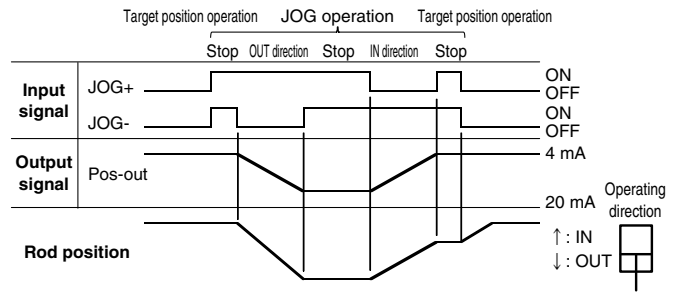 Target position operation JOG operation Target position operation
Stop OUT direction Stop IN direction Stop
Input signal
JOG+
ON
OFF
JOG-
ON
OFF
Output signal
Pos-out
4 mA
20 mA
Rod position
Operating direction
↑ : IN
↓ : OUT